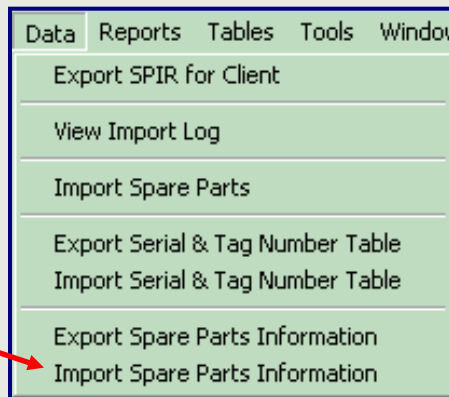 Data Reports Tables Tools Window
Export SPIR for Client
View Import Log
Import Spare Parts
Export Serial & Tag Number Table
Import Serial & Tag Number Table
Export Spare Parts Information
Import Spare Parts Information